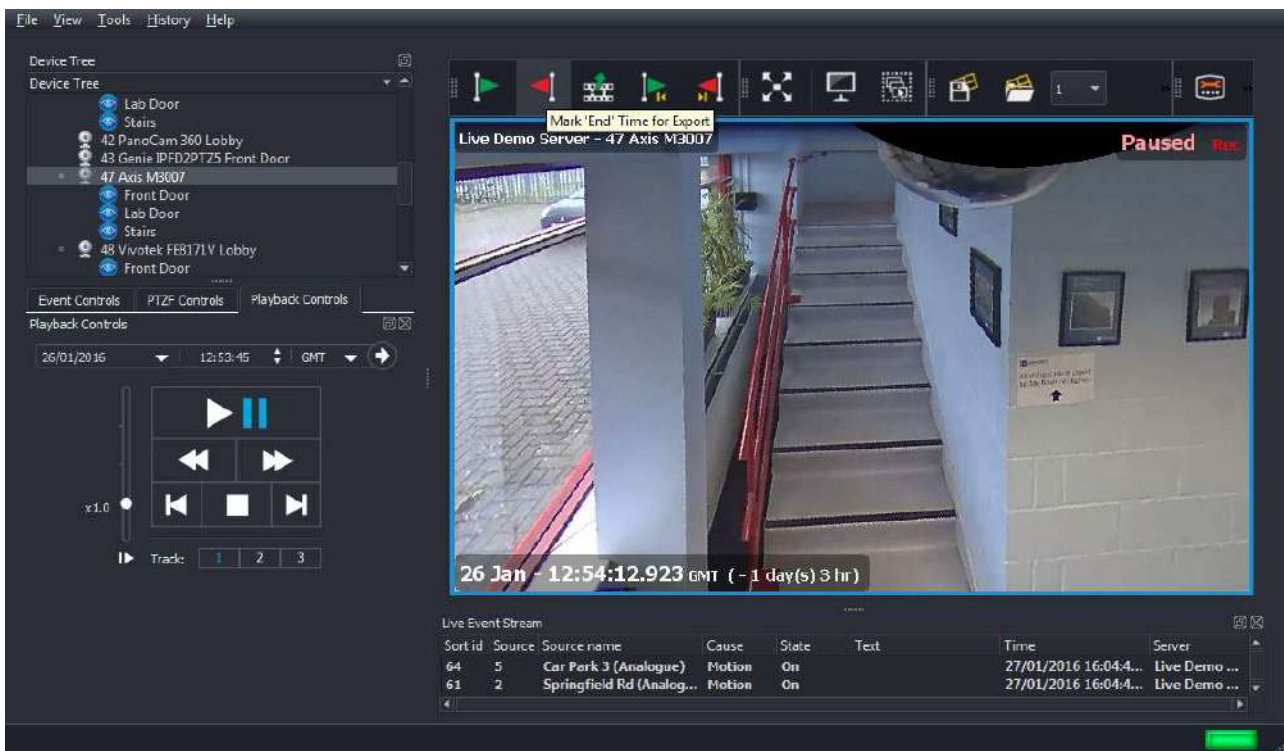 File View Tools History Help
Device Tree
Device Tree
Lab Door
Stairs
42 PanoCam 360 Lobby
43 Genie IPFD2PTZ5 Front Door
47 Axis M3007
Front Door
Lab Door
Stairs
48 Vivotek FE8171V Lobby
Front Door
Event Controls PTZF Controls Playback Controls
Playback Controls
26/01/2016 12:53:45 GMT
x1.0
Track: 1 2 3
1
Mark 'End' Time for Export
Live Demo Server - 47 Axis M3007
Paused Rec
26 Jan - 12:54:12.923 GMT ( - 1 day(s) 3 hr)
Live Event Stream
Sort id Source Source name Cause State Text Time Server
64 5 Car Park 3 (Analogue) Motion On 27/01/2016 16:04:4... Live Demo ...
61 2 Springfield Rd (Analog... Motion On 27/01/2016 16:04:4... Live Demo ...